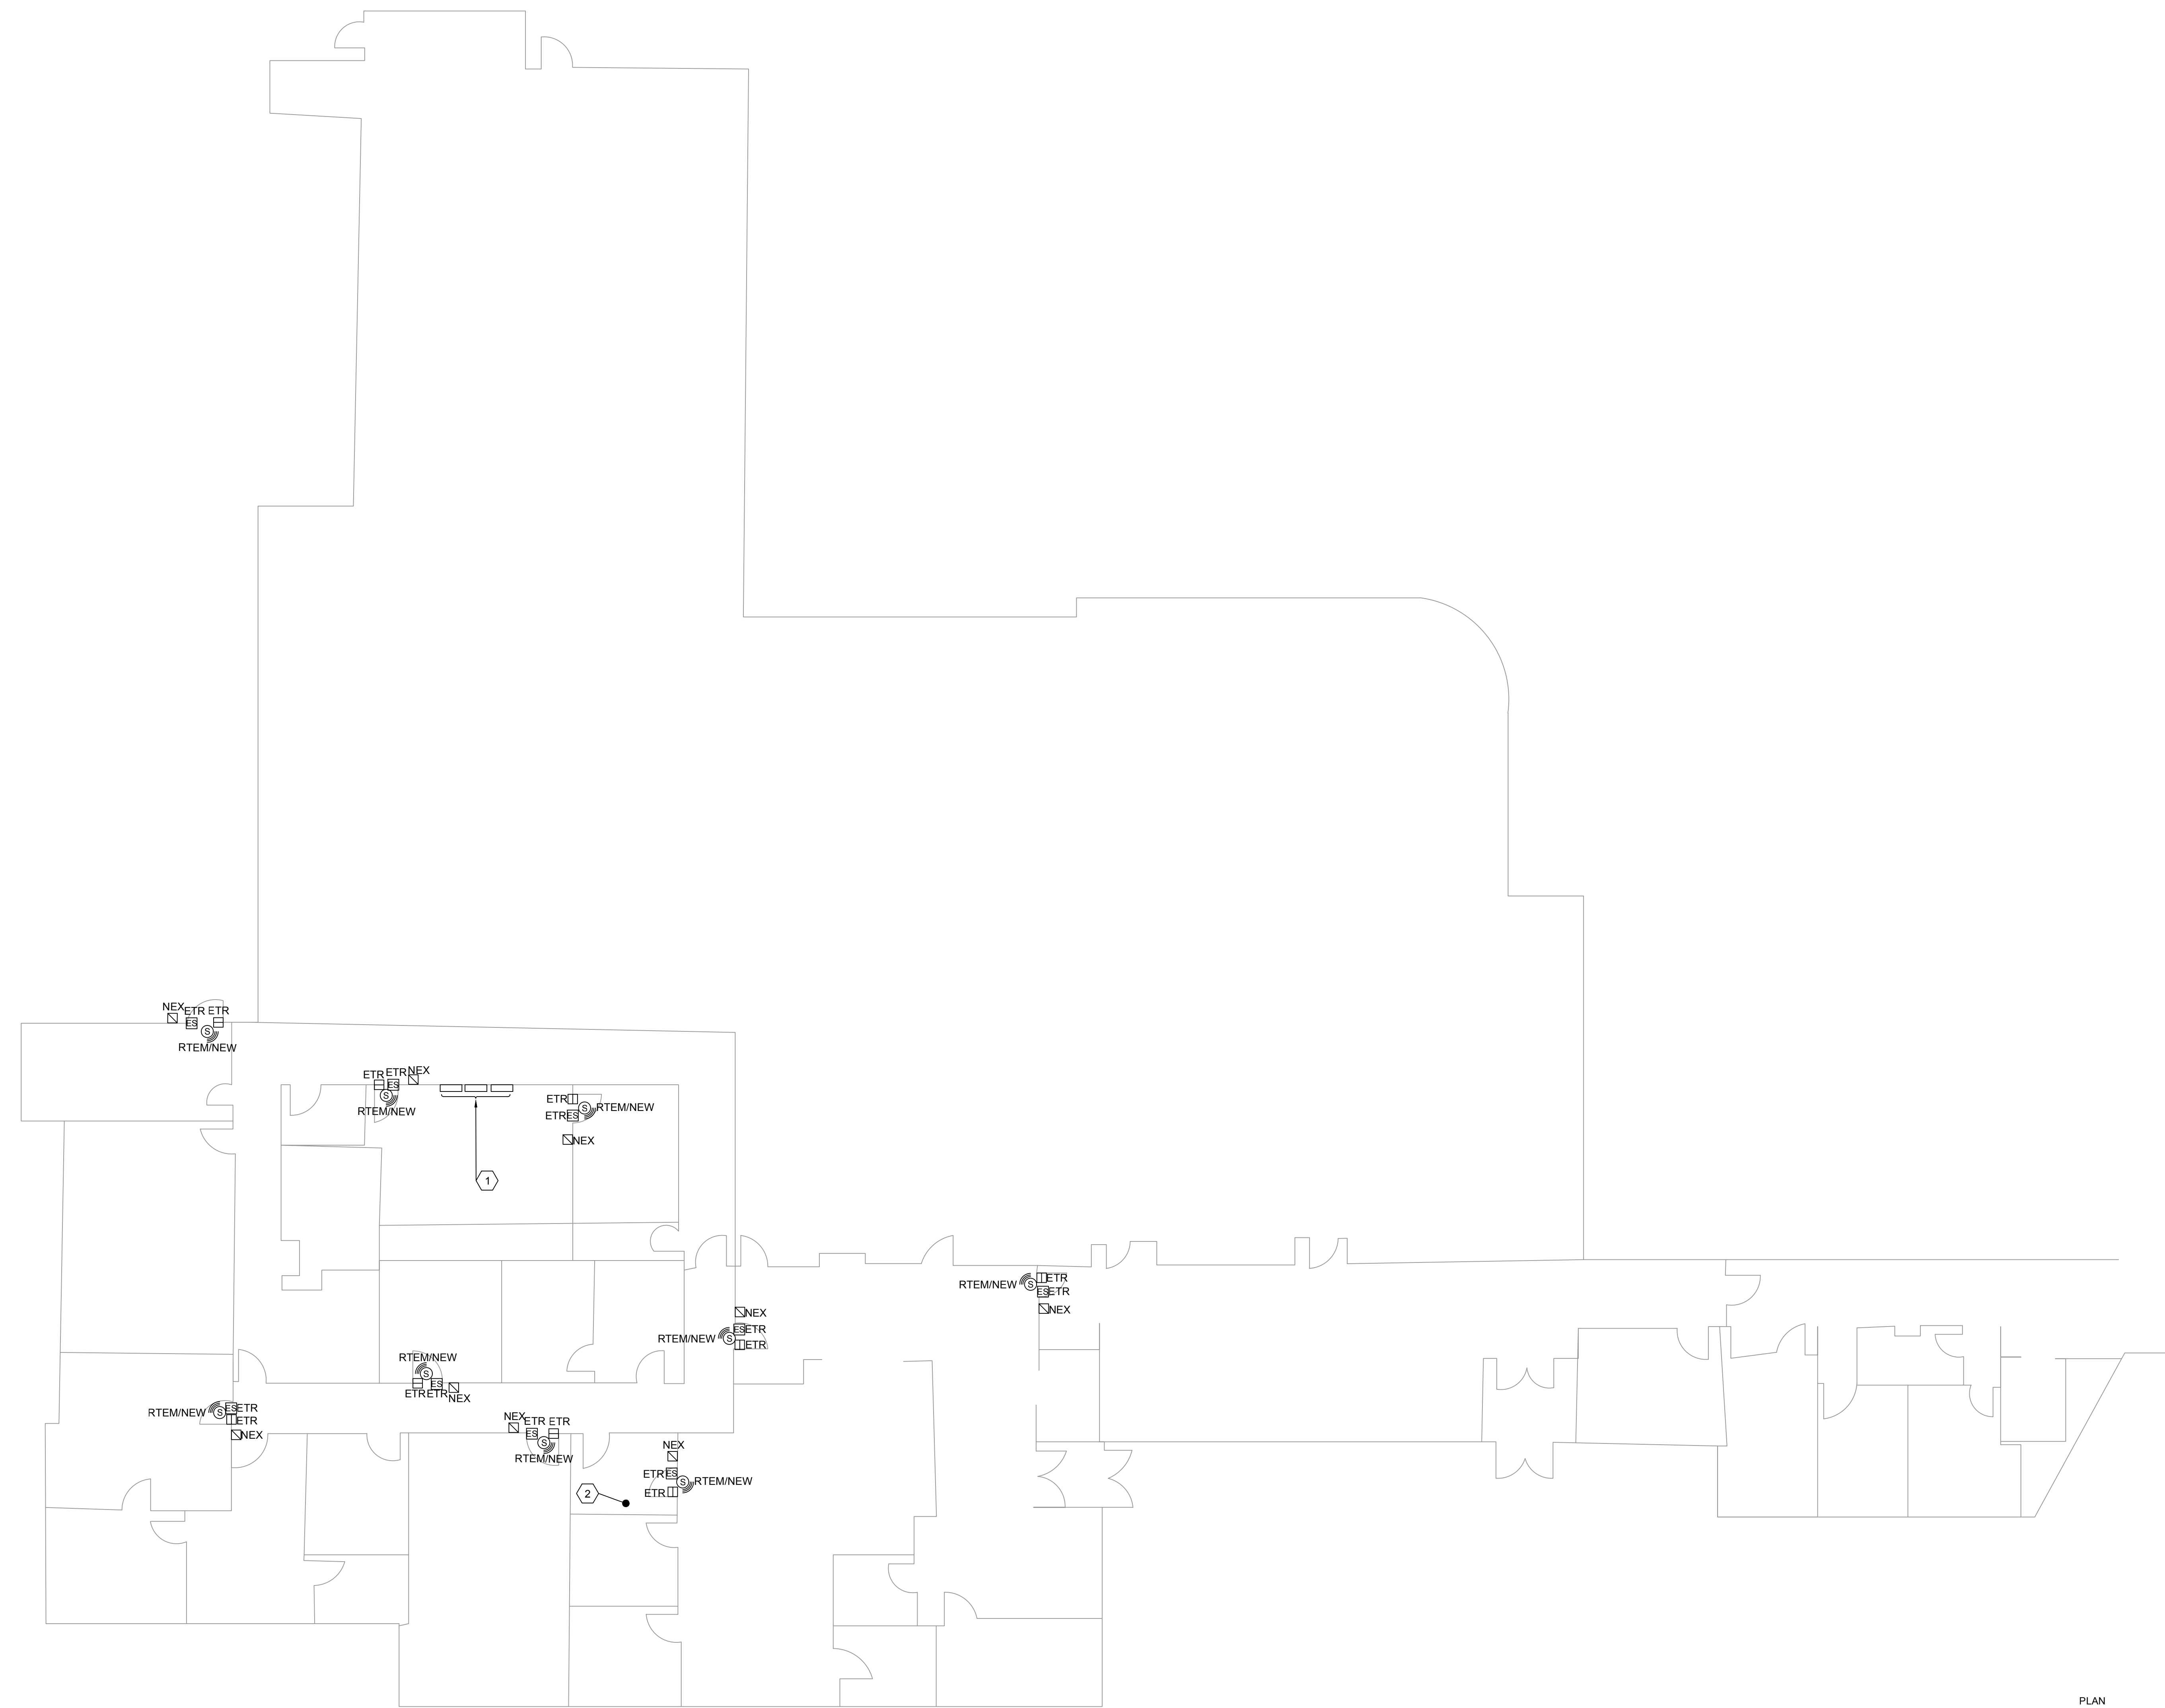 NEX
ETR ETR
ES
S
RTEM/NEW
ETR ETR NEX
ES
S
RTEM/NEW
ETR
ETR ES
S RTEM/NEW
NEX
1
RTEM/NEW S
ETR
ES ETR
NEX
NEX
RTEM/NEW S
ES ETR
ETR
RTEM/NEW
S
ES
ETR ETR NEX
RTEM/NEW S
ES ETR
ETR
NEX
NEX
ETR ETR
ES
S
RTEM/NEW
NEX
ETR ES
S RTEM/NEW
ETR
2
PLAN